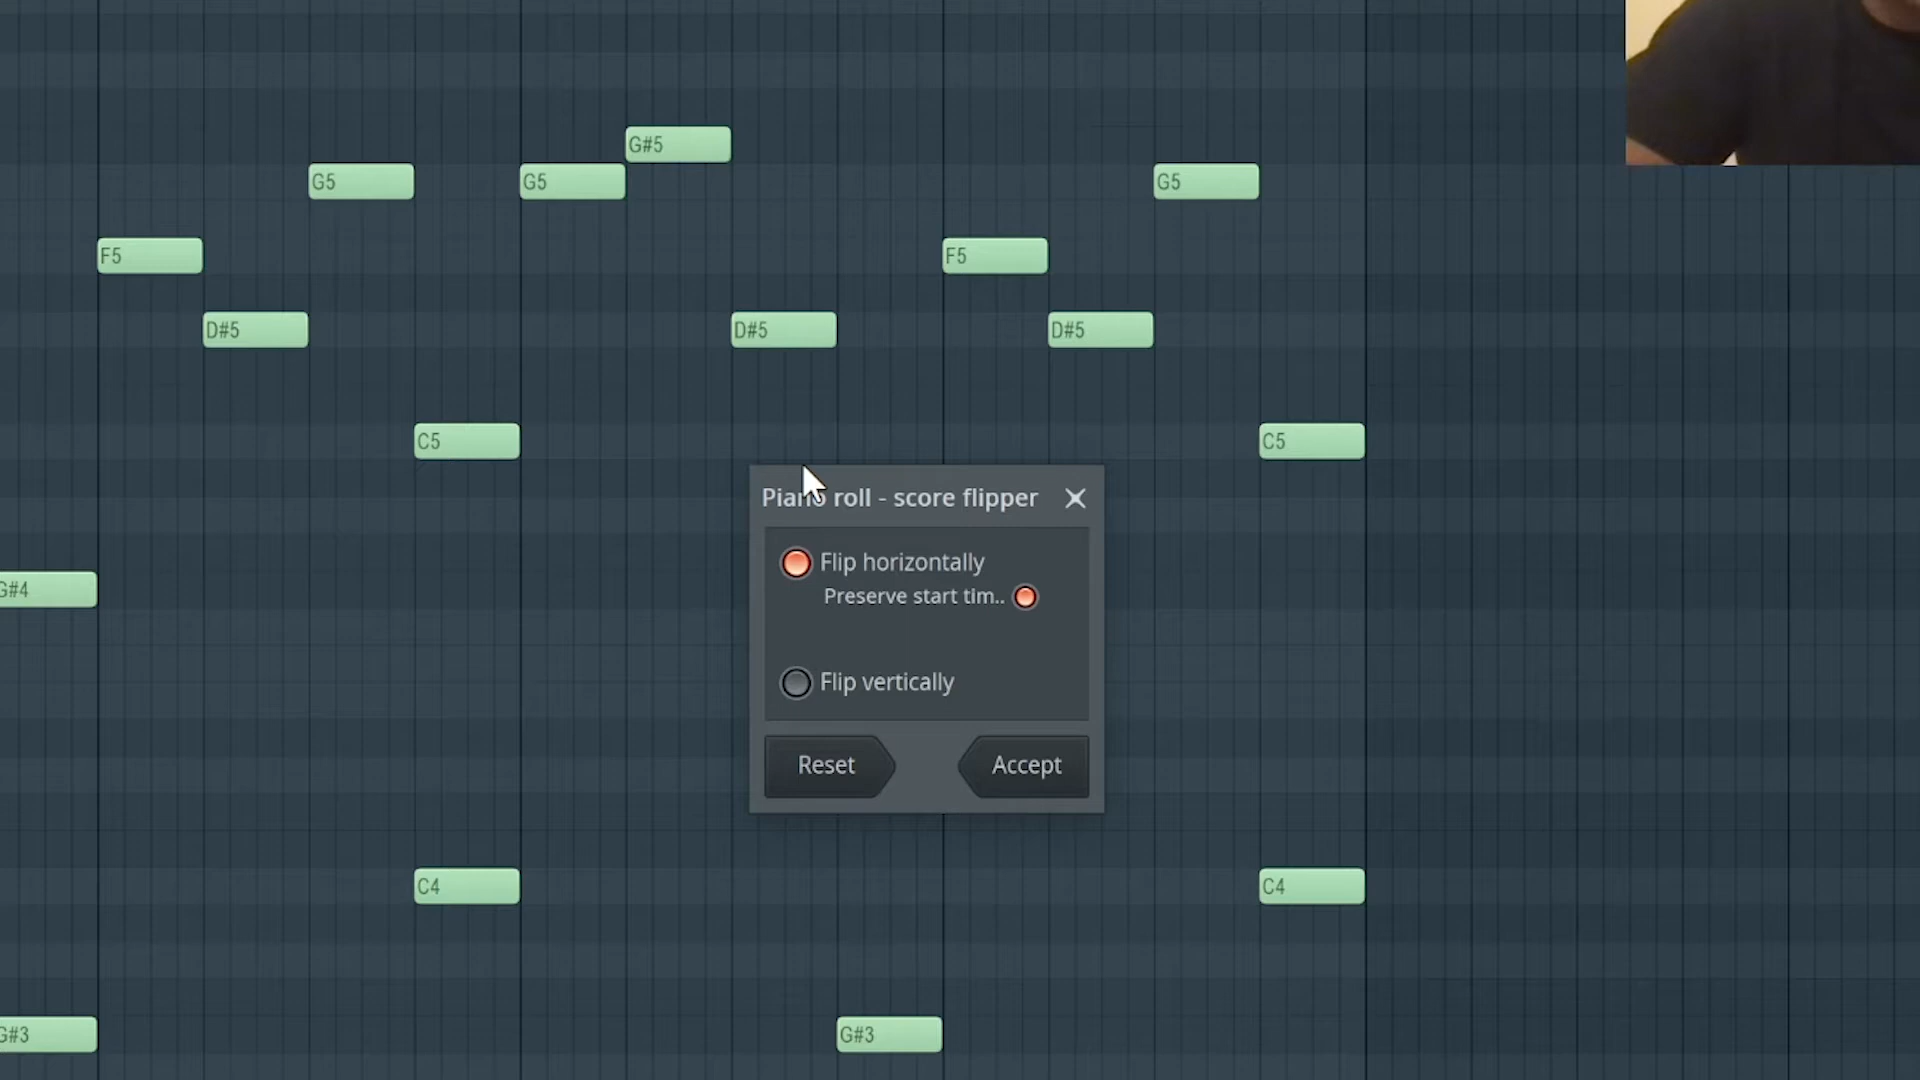 G#5
G5
G5
G5
F5
F5
D#5
D#5
D#5
C5
C5
Piano roll - score flipper
Flip horizontally
Preserve start tim..
G#4
Flip vertically
Reset
Accept
C4
C4
G#3
G#3